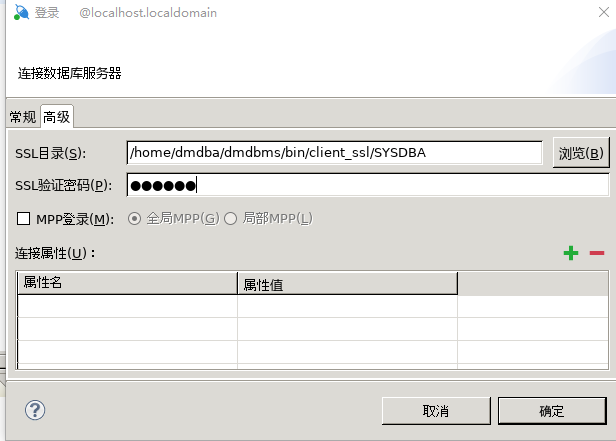 登录 @localhost.localdomain
连接数据库服务器
常规 高级
SSL目录(S): /home/dmdba/dmdbms/bin/client_ssl/SYSDBA 浏览(B)
SSL验证密码(P): ●●●●●●
MPP登录(M): 全局MPP(G) 局部MPP(L)
连接属性(U)：
属性名 属性值
? 取消 确定